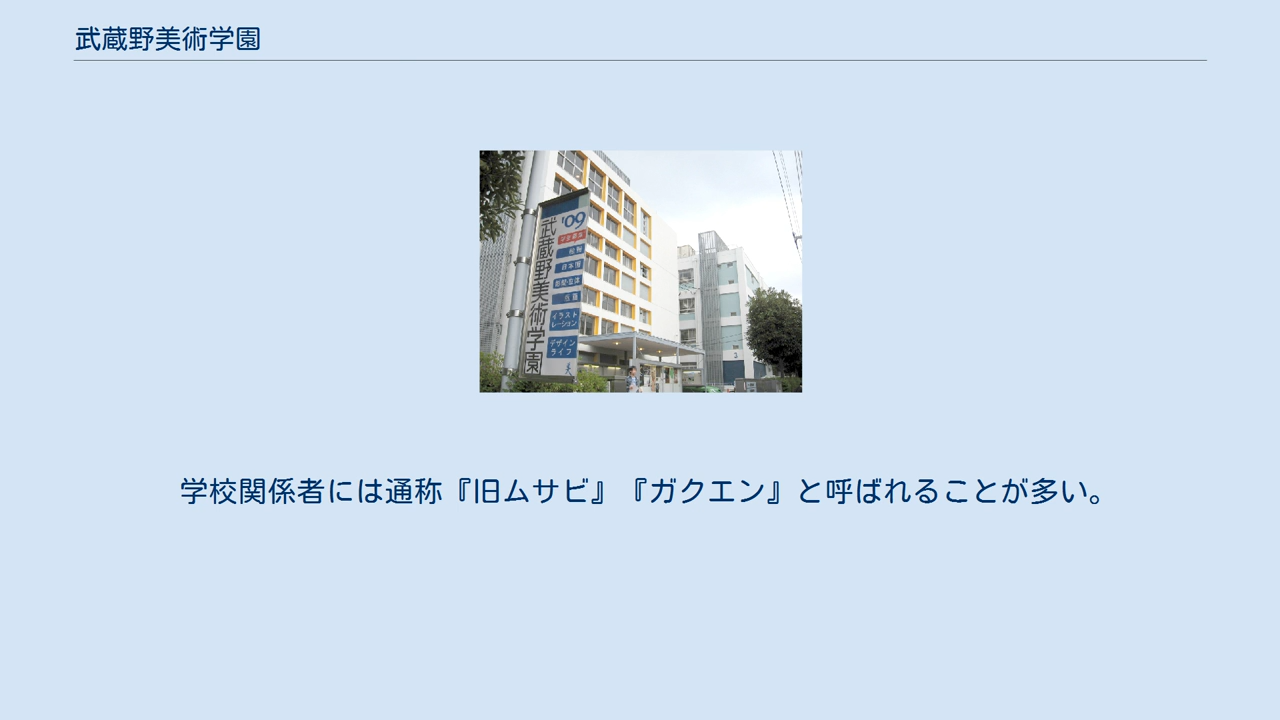 武蔵野美術学園
'09
武蔵野美術学園
イラスト
レーション
デザイン
ライフ
学校関係者には通称『旧ムサビ』『ガクエン』と呼ばれることが多い。